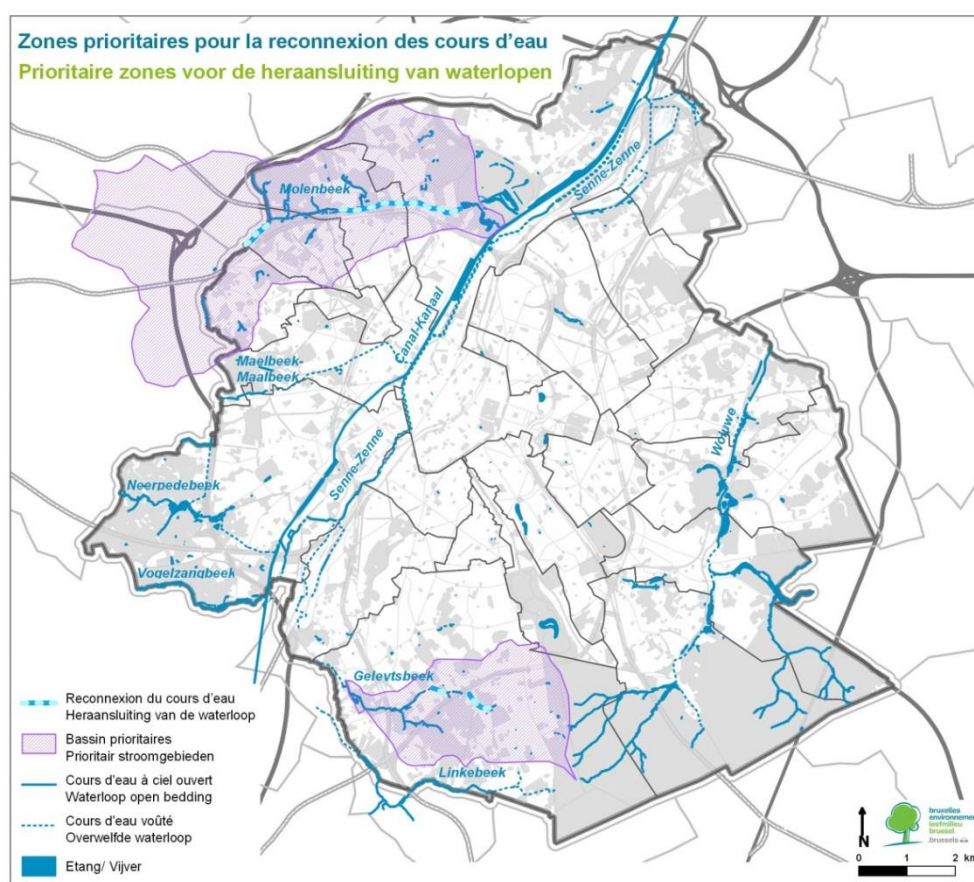 Zones prioritaires pour la reconnexion des cours d'eau
Prioritaire zones voor de heraansluiting van waterlopen
Molenbeek
Senne-Zenne
Canal-Kanaal
Maelbeek-
Maalbeek
Woluwe
Senne-Zenne
Neerpedebeek
Vogelzangbeek
Gelevtsbeek
Linkebeek
Reconnexion du cours d'eau
Heraansluiting van de waterloop
Bassin prioritaires
Prioritair stroomgebieden
Cours d'eau à ciel ouvert
Waterloop open bedding
Cours d'eau voûté
Overwelfde waterloop
Etang/ Vijver
N
bruxelles
environnement
leefmilieu
brussel
.brussels
0 1 2 km